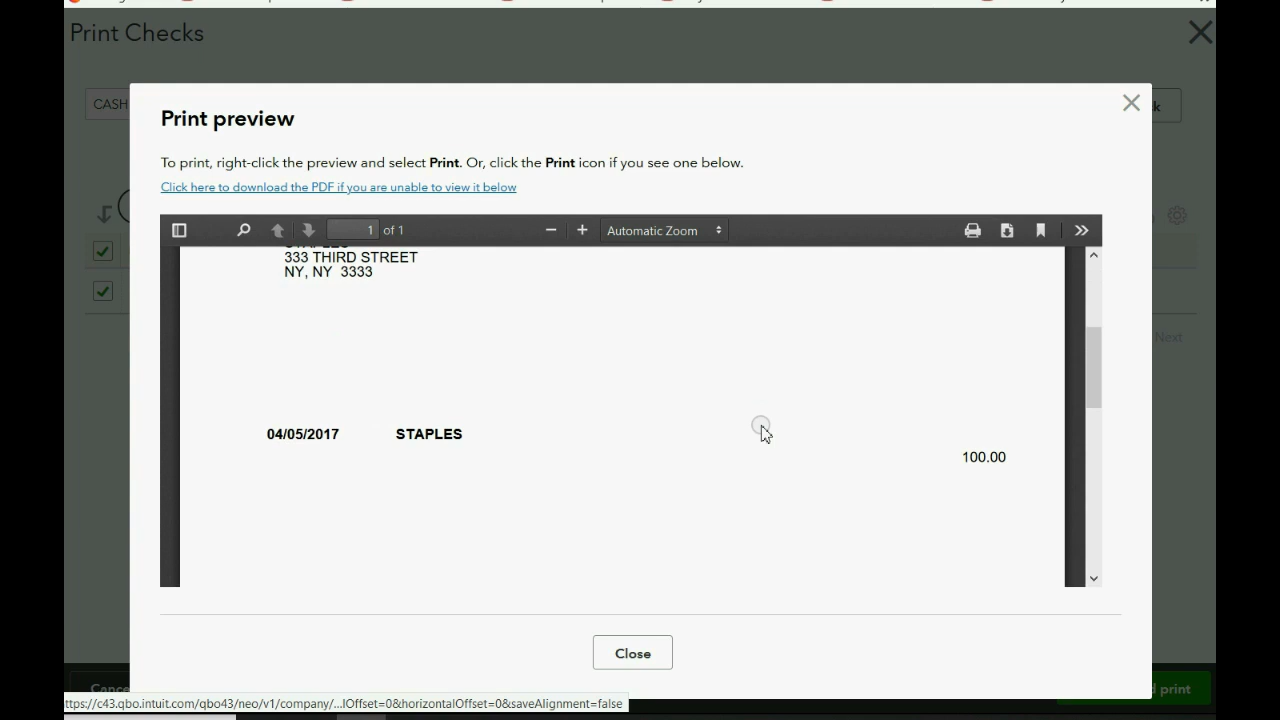 Print Checks
CASH
Print preview
To print, right-click the preview and select Print. Or, click the Print icon if you see one below.
Click here to download the PDF if you are unable to view it below
1 of 1
Automatic Zoom
STAPLES
333 THIRD STREET
NY, NY 3333
Next
04/05/2017 STAPLES
100.00
Close
print
ttps://c43.qbo.intuit.com/qbo43/neo/v1/company/...lOffset=0&horizontalOffset=0&saveAlignment=false